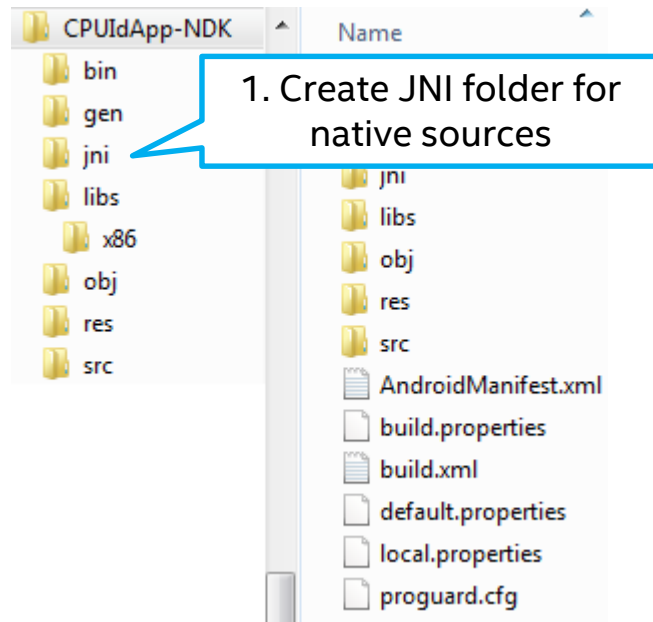 CPUIdApp-NDK
bin
gen
jni
libs
x86
obj
res
src
1. Create JNI folder for
native sources
Name
jni
libs
obj
res
src
AndroidManifest.xml
build.properties
build.xml
default.properties
local.properties
proguard.cfg